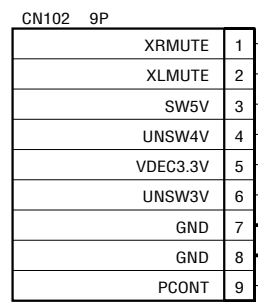 CN102 9P
XRMUTE 1
XLMUTE 2
SW5V 3
UNSW4V 4
VDEC3.3V 5
UNSW3V 6
GND 7
GND 8
PCONT 9